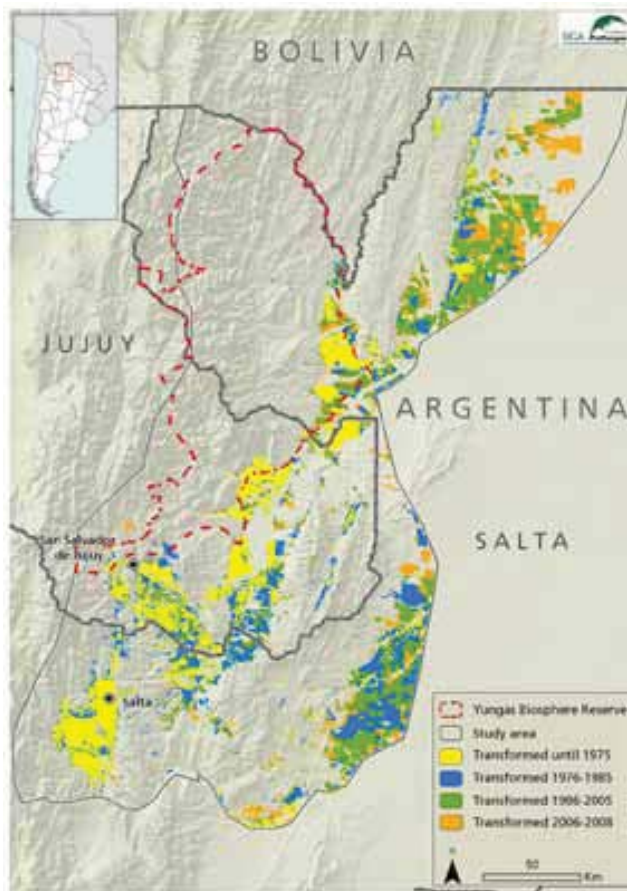 BOLIVIA
JUJUY
ARGENTINA
San Salvador
de Jujuy
SALTA
Salta
Yungas Biosphere Reserve
Study area
Transformed until 1975
Transformed 1976-1985
Transformed 1986-2005
Transformed 2006-2008
50
Km